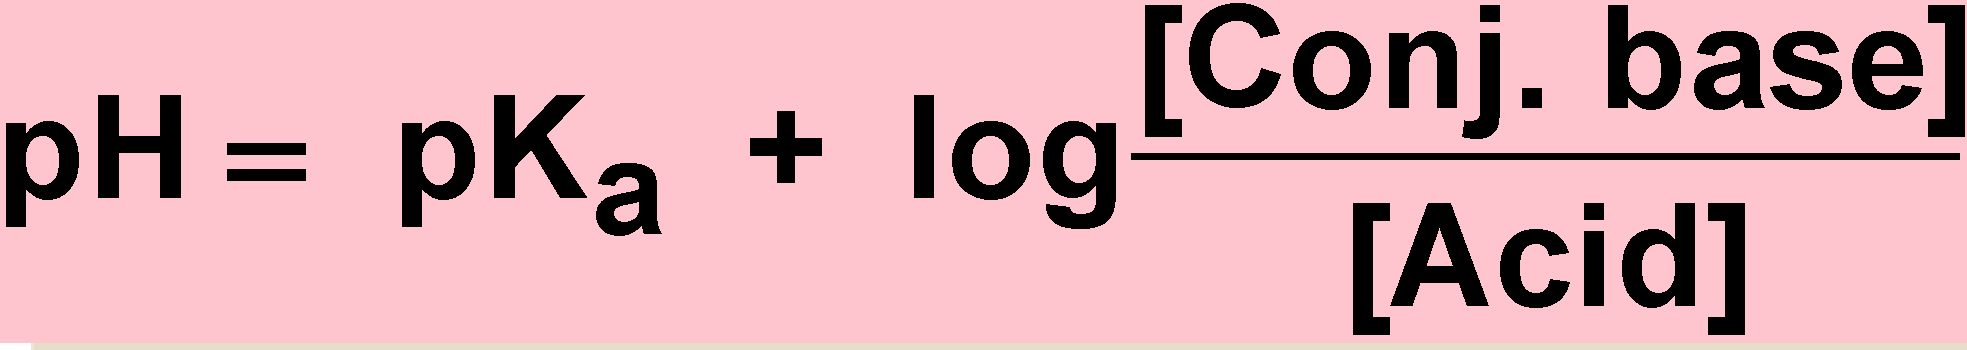 pH = pKa + log [Conj. base]
[Acid]